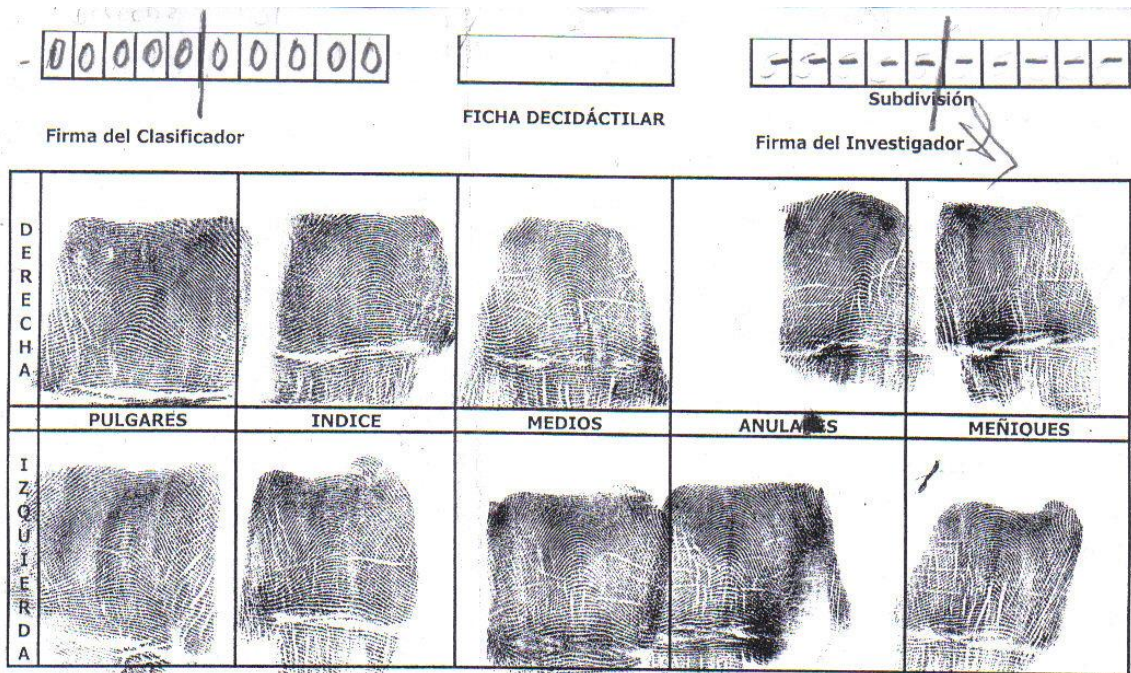 - 0 0 0 0 0 0 0 0 0 0
- - - - - - - - - -
Subdivisión
FICHA DECIDÁCTILAR
Firma del Clasificador
Firma del Investigador
DERECHA
PULGARES INDICE MEDIOS ANULARES MEÑIQUES
IZQUIERDA